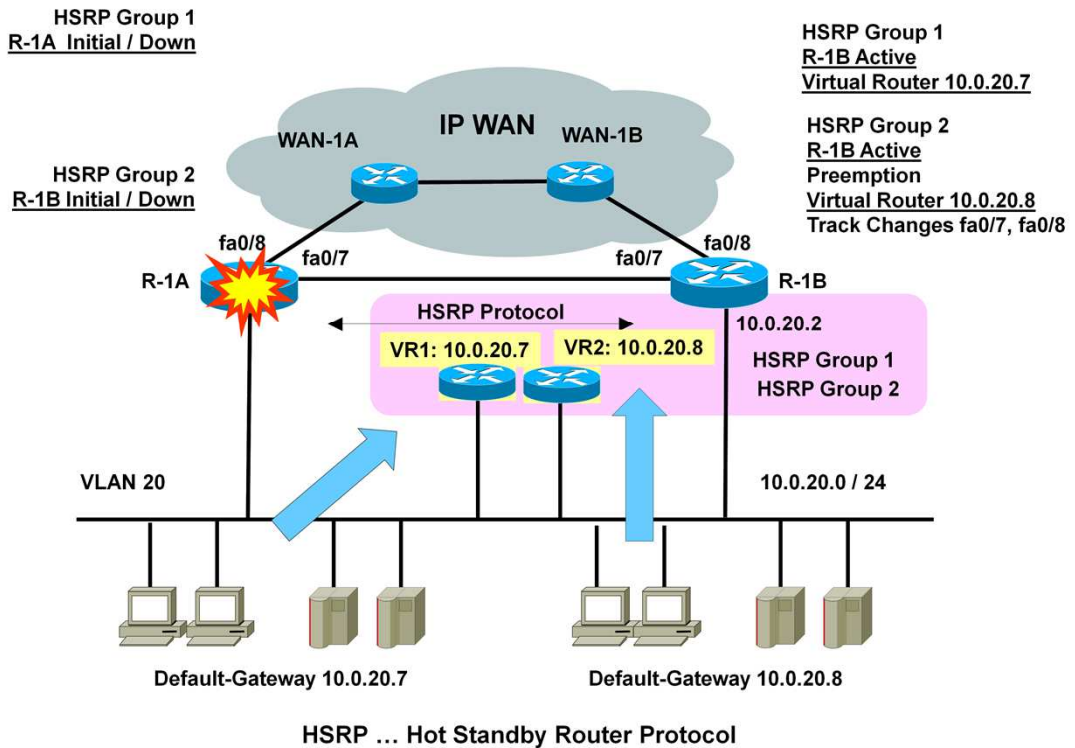 HSRP Group 1
R-1A Initial / Down
HSRP Group 1
R-1B Active
Virtual Router 10.0.20.7
IP WAN
WAN-1A
WAN-1B
HSRP Group 2
R-1B Active
Preemption
Virtual Router 10.0.20.8
Track Changes fa0/7, fa0/8
HSRP Group 2
R-1B Initial / Down
fa0/8
fa0/7
fa0/8
fa0/7
R-1A
R-1B
HSRP Protocol
10.0.20.2
VR1: 10.0.20.7
VR2: 10.0.20.8
HSRP Group 1
HSRP Group 2
VLAN 20
10.0.20.0 / 24
Default-Gateway 10.0.20.7
Default-Gateway 10.0.20.8
HSRP … Hot Standby Router Protocol